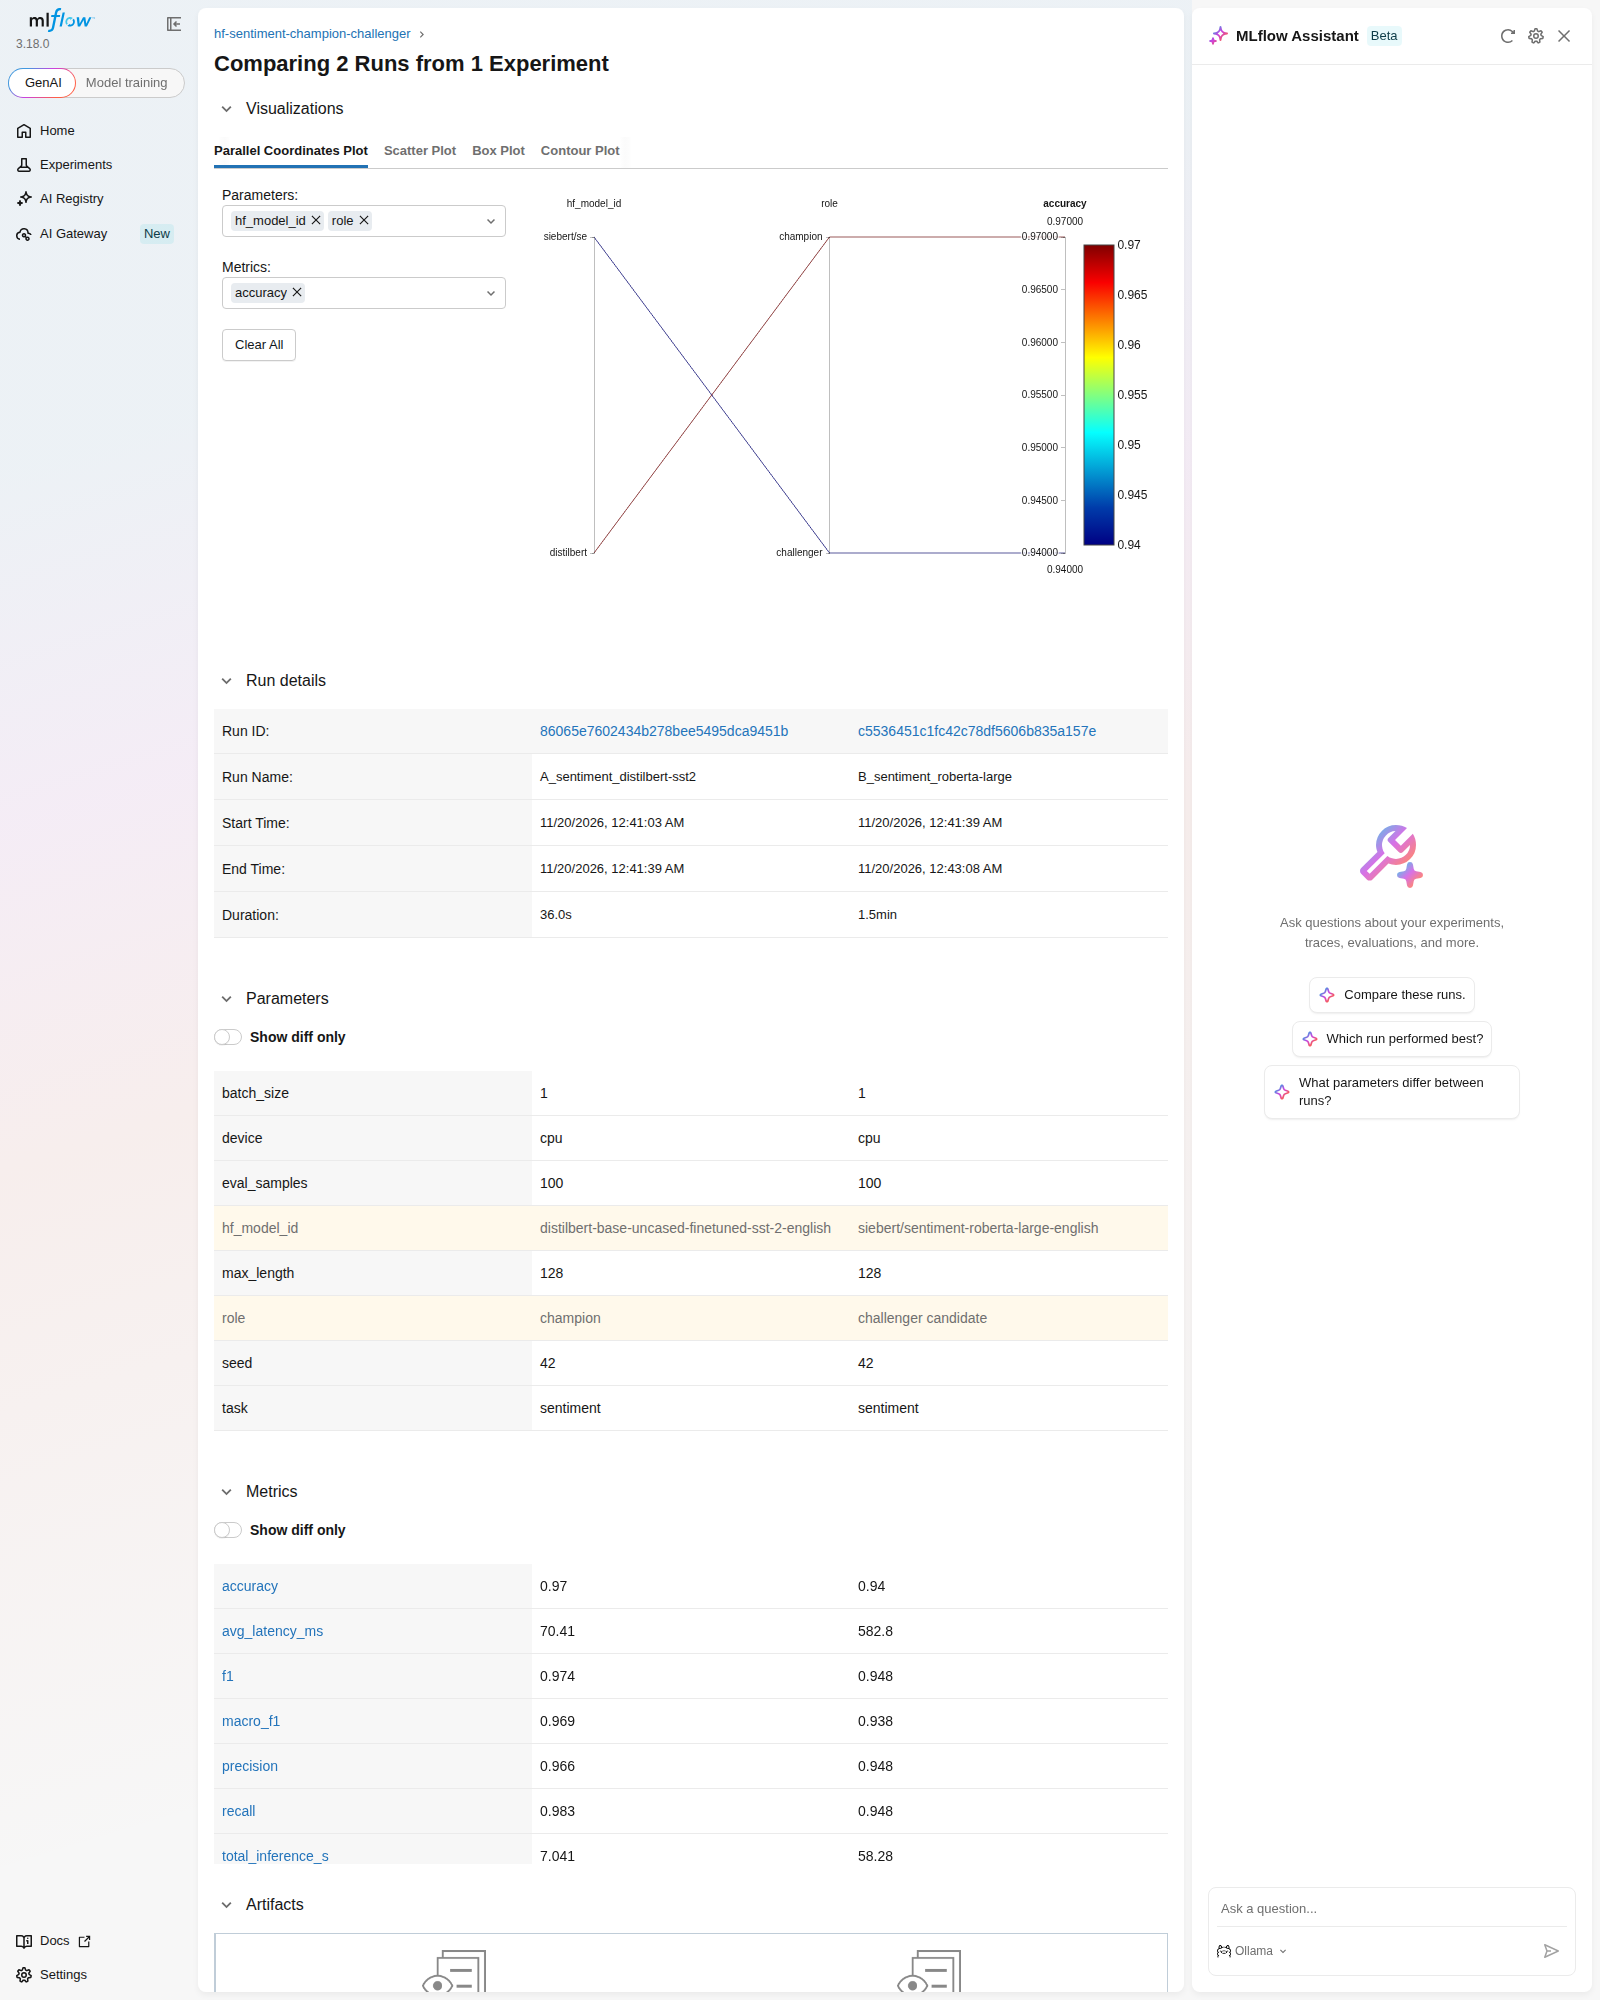 mlflow
3.18.0
GenAI Model training
Home
Experiments
AI Registry
AI Gateway New
Docs
Settings
hf-sentiment-champion-challenger
Comparing 2 Runs from 1 Experiment
Visualizations
Parallel Coordinates Plot Scatter Plot Box Plot Contour Plot
Parameters:
hf_model_id role
Metrics:
accuracy
Clear All
hf_model_id role accuracy
0.97000
siebert/se champion 0.97000
0.96500
0.96000
0.95500
0.95000
0.94500
distilbert challenger 0.94000
0.94000
0.97
0.965
0.96
0.955
0.95
0.945
0.94
Run details
Run ID: 86065e7602434b278bee5495dca9451b c5536451c1fc42c78df5606b835a157e
Run Name: A_sentiment_distilbert-sst2 B_sentiment_roberta-large
Start Time: 11/20/2026, 12:41:03 AM 11/20/2026, 12:41:39 AM
End Time: 11/20/2026, 12:41:39 AM 11/20/2026, 12:43:08 AM
Duration: 36.0s 1.5min
Parameters
Show diff only
batch_size 1 1
device cpu cpu
eval_samples 100 100
hf_model_id distilbert-base-uncased-finetuned-sst-2-english siebert/sentiment-roberta-large-english
max_length 128 128
role champion challenger candidate
seed 42 42
task sentiment sentiment
Metrics
Show diff only
accuracy 0.97 0.94
avg_latency_ms 70.41 582.8
f1 0.974 0.948
macro_f1 0.969 0.938
precision 0.966 0.948
recall 0.983 0.948
total_inference_s 7.041 58.28
Artifacts
MLflow Assistant Beta
Ask questions about your experiments,
traces, evaluations, and more.
Compare these runs.
Which run performed best?
What parameters differ between
runs?
Ask a question...
Ollama